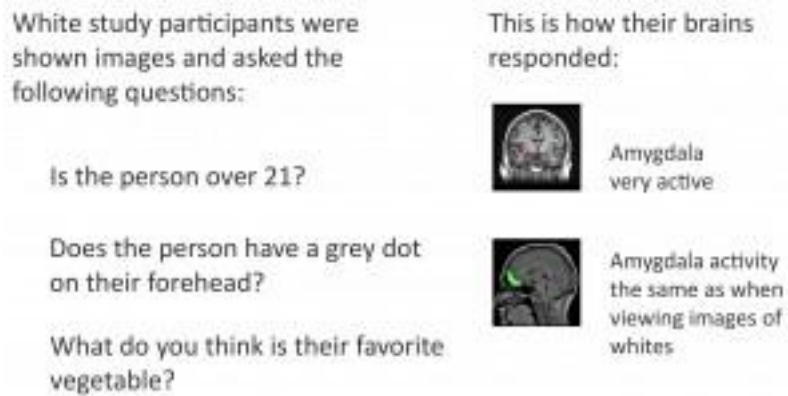 White study participants were
shown images and asked the
following questions:
Is the person over 21?
Does the person have a grey dot
on their forehead?
What do you think is their favorite
vegetable?
This is how their brains
responded:
Amygdala
very active
Amygdala activity
the same as when
viewing images of
whites